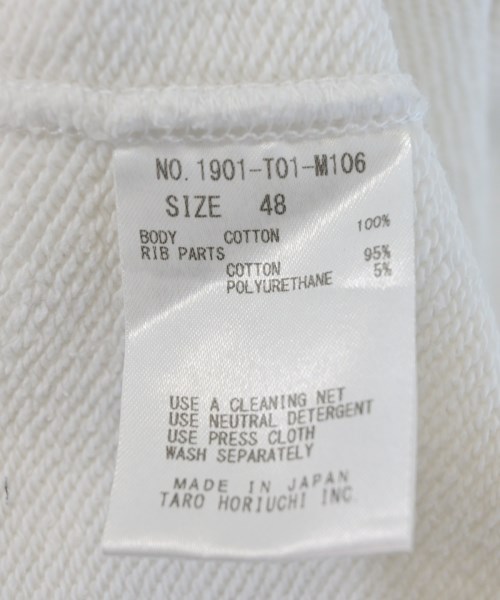 NO. 1901-T01-M106
SIZE 48
BODY COTTON 100%
RIB PARTS
COTTON 95%
POLYURETHANE 5%
USE A CLEANING NET
USE NEUTRAL DETERGENT
USE PRESS CLOTH
WASH SEPARATELY
MADE IN JAPAN
TARO HORIUCHI INC.